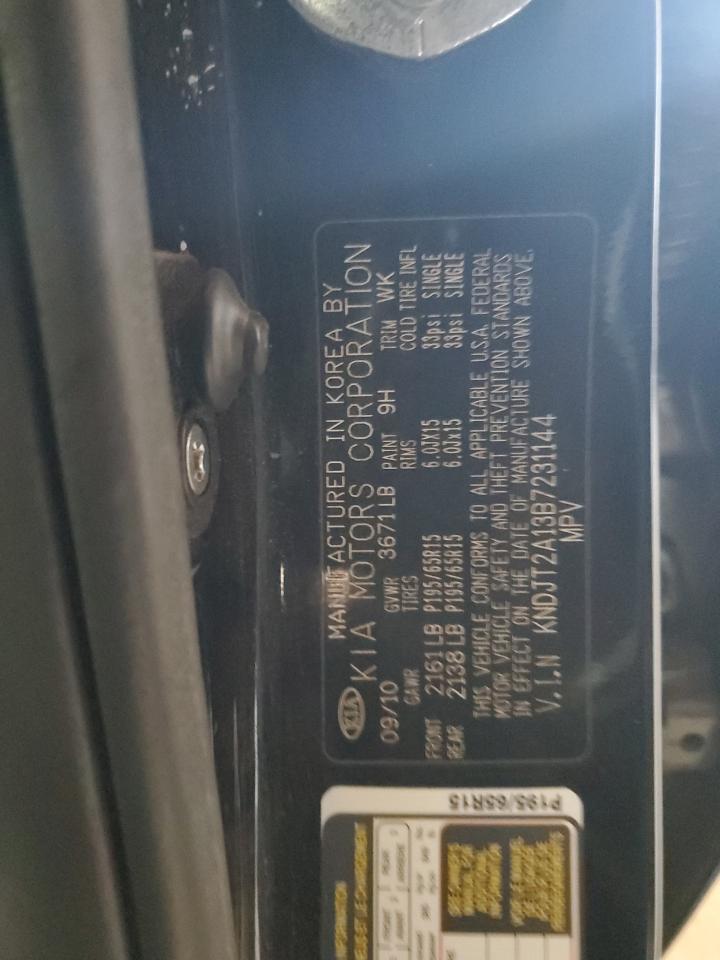 KIA
MANUFACTURED IN KOREA BY
KIA MOTORS CORPORATION
09/10 GVWR 3671LB PAINT 9H TRIM WK
GAWR TIRES RIMS COLD TIRE INFL
FRONT 2161LB P195/65R15 6.0JX15 33psi SINGLE
REAR 2138LB P195/65R15 6.0Jx15 33psi SINGLE
THIS VEHICLE CONFORMS TO ALL APPLICABLE U.S.A. FEDERAL
MOTOR VEHICLE SAFETY AND THEFT PREVENTION STANDARDS
IN EFFECT ON THE DATE OF MANUFACTURE SHOWN ABOVE.
V.I.N KNDJT2A13B7231144
MPV
P195/65R15